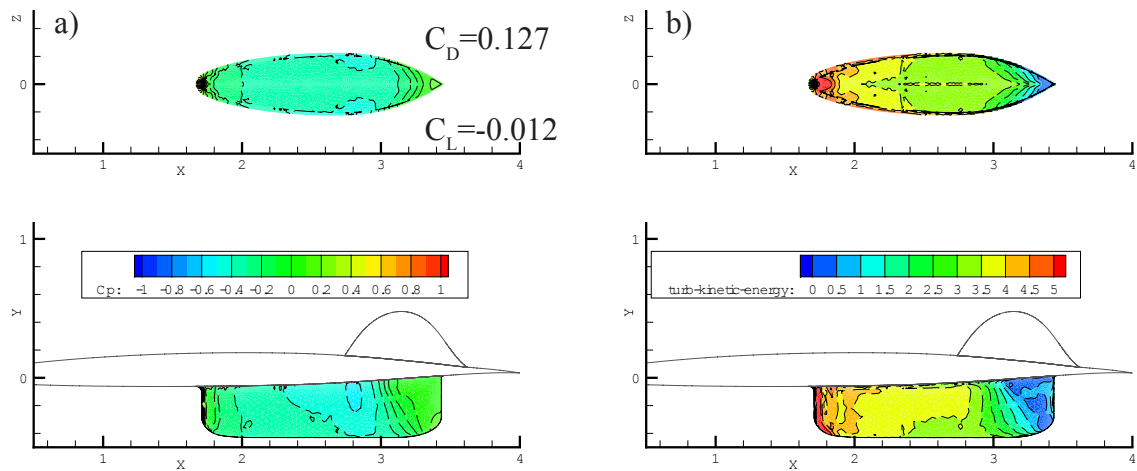 a)
C_D=0.127
C_L=-0.012
Z
0
1 2 3 4
X
b)
0
1 2 3 4
X
1
Cp: -1 -0.8 -0.6 -0.4 -0.2 0 0.2 0.4 0.6 0.8 1
Y
0
1 2 3 4
X
1
turb-kinetic-energy: 0 0.5 1 1.5 2 2.5 3 3.5 4 4.5 5
Y
0
1 2 3 4
X
Z